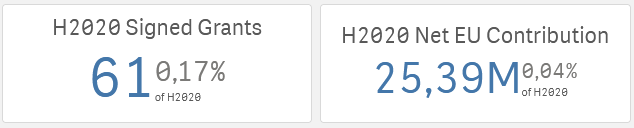 H2020 Signed Grants
61 0,17%
of H2020
H2020 Net EU Contribution
25,39M 0,04%
of H2020